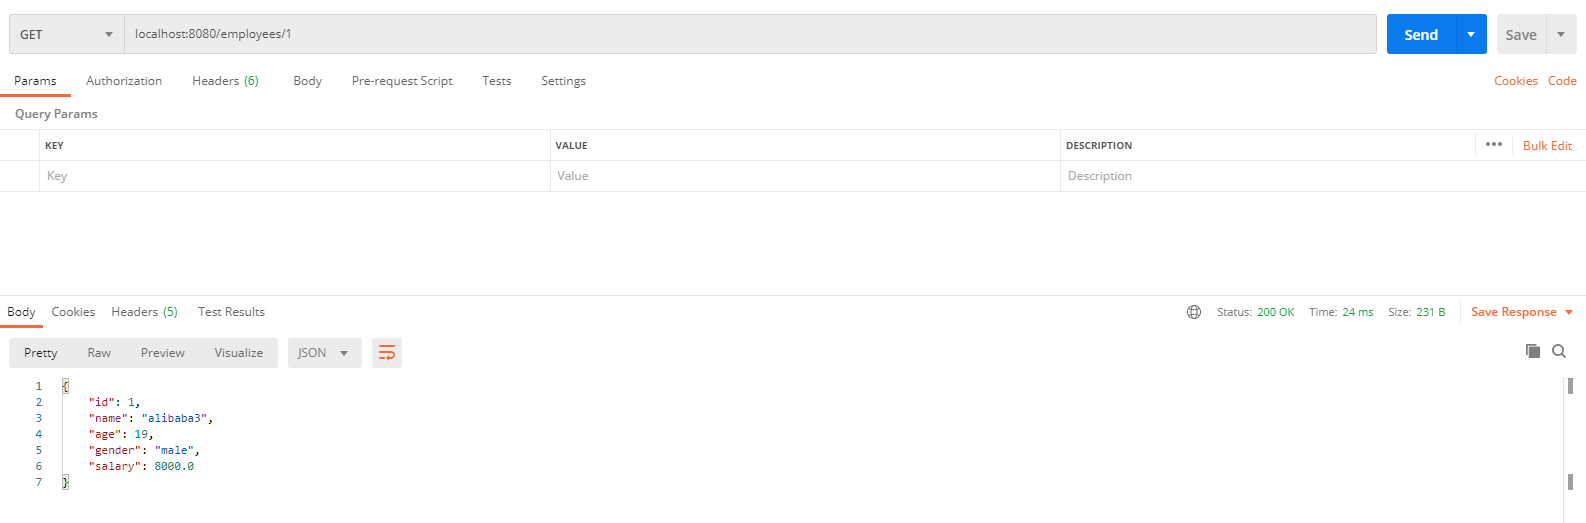 GET localhost:8080/employees/1 Send Save
Params Authorization Headers (6) Body Pre-request Script Tests Settings Cookies Code
Query Params
KEY VALUE DESCRIPTION ••• Bulk Edit
Key Value Description
Body Cookies Headers (5) Test Results Status: 200 OK Time: 24 ms Size: 231 B Save Response
Pretty Raw Preview Visualize JSON
1 {
2 "id": 1,
3 "name": "alibaba3",
4 "age": 19,
5 "gender": "male",
6 "salary": 8000.0
7 }